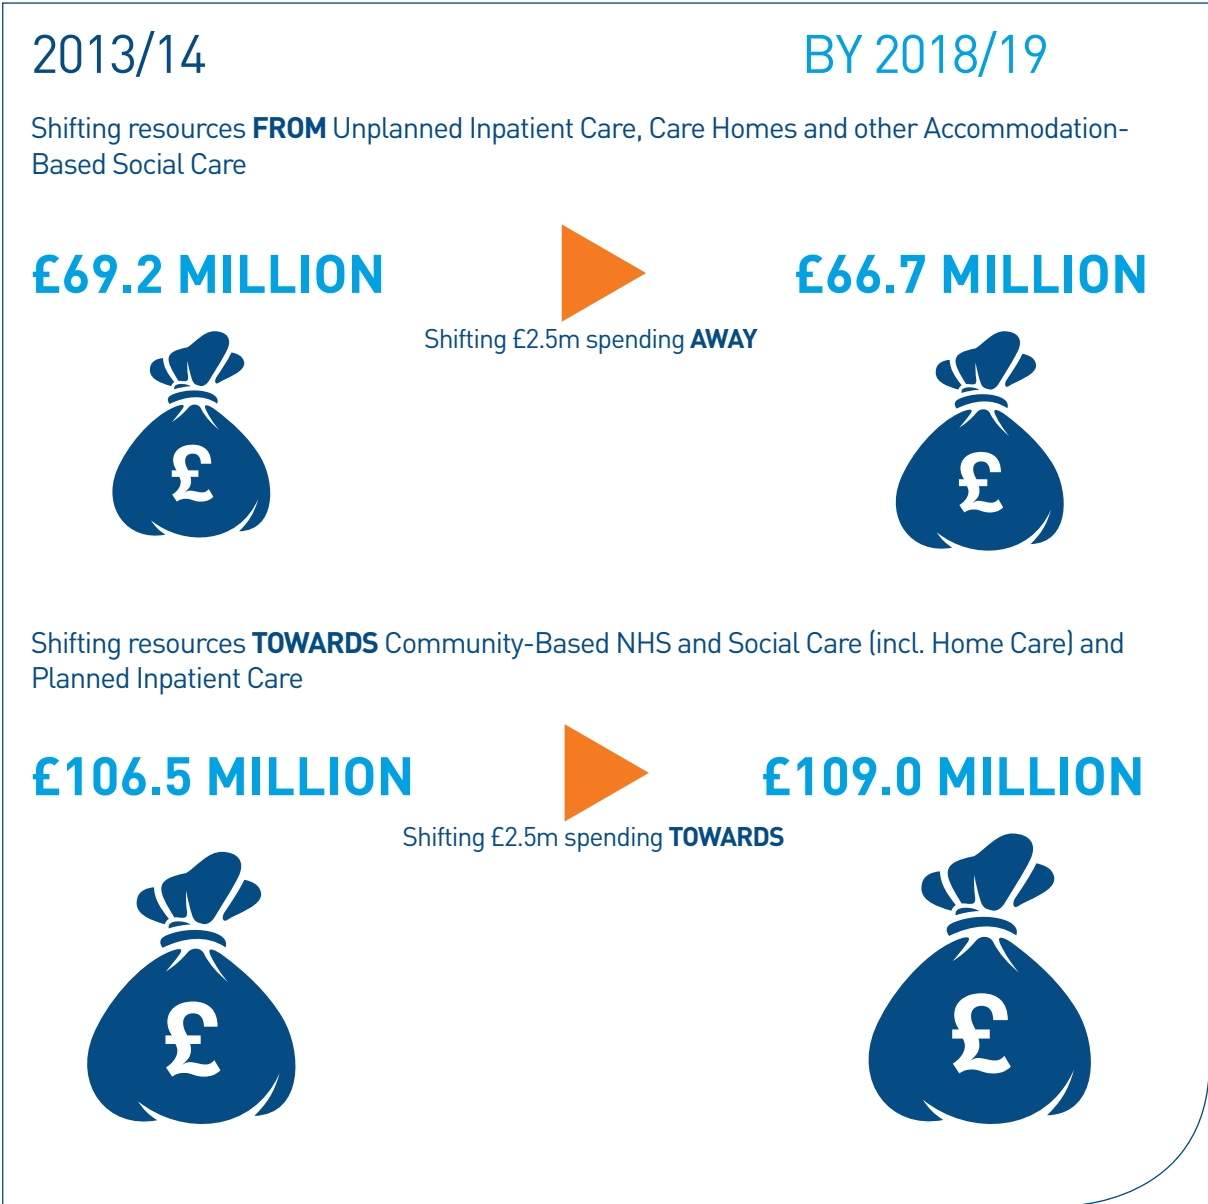 2013/14
BY 2018/19
Shifting resources FROM Unplanned Inpatient Care, Care Homes and other Accommodation-
Based Social Care
£69.2 MILLION
£66.7 MILLION
Shifting £2.5m spending AWAY
£
£
Shifting resources TOWARDS Community-Based NHS and Social Care (incl. Home Care) and
Planned Inpatient Care
£106.5 MILLION
£109.0 MILLION
Shifting £2.5m spending TOWARDS
£
£